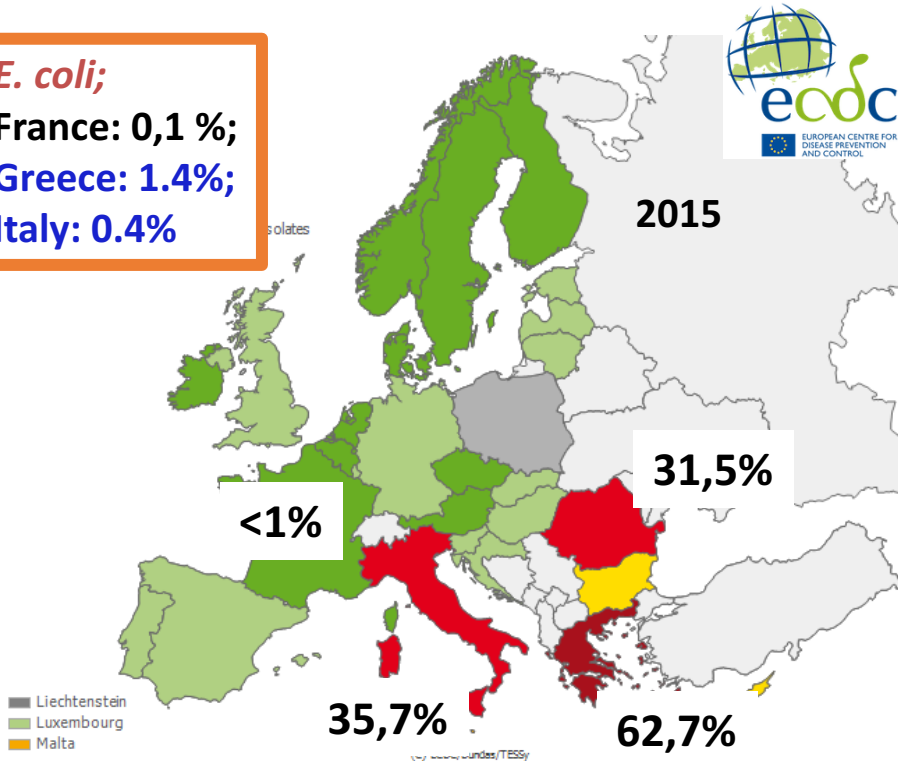 E. coli;
France: 0,1 %;
Greece: 1.4%;
Italy: 0.4%
ecdc
EUROPEAN CENTRE FOR
DISEASE PREVENTION
AND CONTROL
2015
31,5%
<1%
Liechtenstein
Luxembourg
Malta
35,7%
62,7%